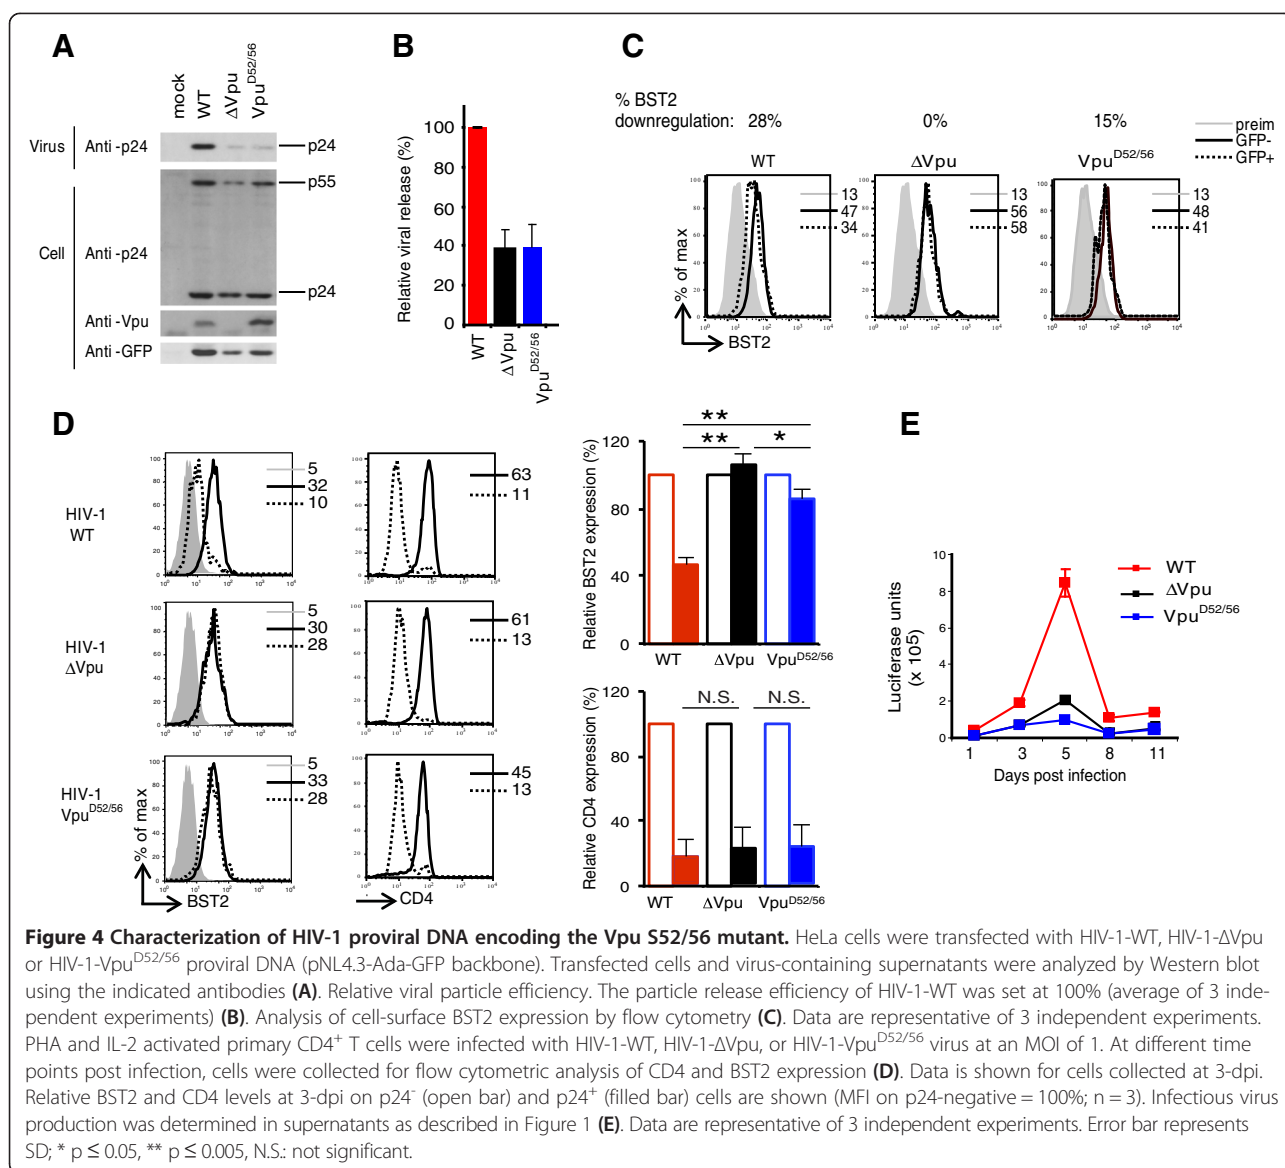 A
mock
WT
ΔVpu
Vpu^D52/56
Virus
Anti -p24
p24
p55
Cell
Anti -p24
p24
Anti -Vpu
Anti -GFP
B
Relative viral release (%)
100
80
60
40
20
0
WT
ΔVpu
Vpu^D52/56
C
% BST2
downregulation: 28% 0% 15%
preim
GFP-
GFP+
WT
ΔVpu
Vpu^D52/56
13
47
34
13
56
58
13
48
41
% of max
BST2
D
HIV-1
WT
5
32
10
63
11
HIV-1
ΔVpu
5
30
28
61
13
HIV-1
Vpu^D52/56
5
33
28
45
13
% of max
BST2
CD4
Relative BST2 expression (%)
120
80
40
0
**
**
*
WT ΔVpu Vpu^D52/56
Relative CD4 expression (%)
120
80
40
0
N.S. N.S.
WT ΔVpu Vpu^D52/56
E
Luciferase units
(x 105)
10
8
6
4
2
0
1 3 5 8 11
Days post infection
WT
ΔVpu
Vpu^D52/56
Figure 4 Characterization of HIV-1 proviral DNA encoding the Vpu S52/56 mutant. HeLa cells were transfected with HIV-1-WT, HIV-1-ΔVpu
or HIV-1-Vpu^D52/56 proviral DNA (pNL4.3-Ada-GFP backbone). Transfected cells and virus-containing supernatants were analyzed by Western blot
using the indicated antibodies (A). Relative viral particle efficiency. The particle release efficiency of HIV-1-WT was set at 100% (average of 3 inde-
pendent experiments) (B). Analysis of cell-surface BST2 expression by flow cytometry (C). Data are representative of 3 independent experiments.
PHA and IL-2 activated primary CD4⁺ T cells were infected with HIV-1-WT, HIV-1-ΔVpu, or HIV-1-Vpu^D52/56 virus at an MOI of 1. At different time
points post infection, cells were collected for flow cytometric analysis of CD4 and BST2 expression (D). Data is shown for cells collected at 3-dpi.
Relative BST2 and CD4 levels at 3-dpi on p24⁻ (open bar) and p24⁺ (filled bar) cells are shown (MFI on p24-negative = 100%; n = 3). Infectious virus
production was determined in supernatants as described in Figure 1 (E). Data are representative of 3 independent experiments. Error bar represents
SD; * p ≤ 0.05, ** p ≤ 0.005, N.S.: not significant.